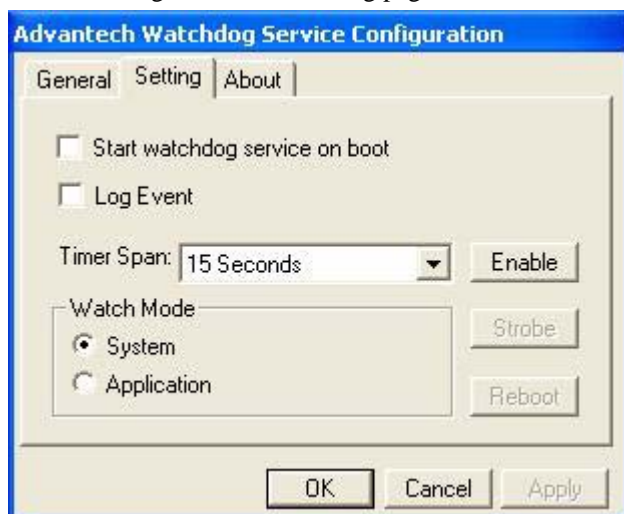 Advantech Watchdog Service Configuration
General Setting About
Start watchdog service on boot
Log Event
Timer Span: 15 Seconds Enable
Watch Mode
System
Application
Strobe
Reboot
OK Cancel Apply